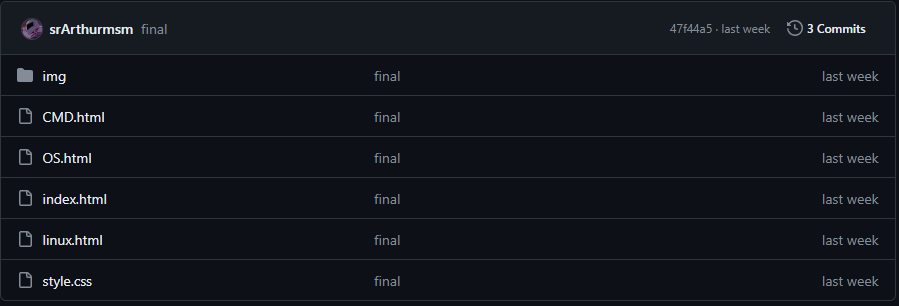 srArthurmsm final 47f44a5 · last week 3 Commits
img final last week
CMD.html final last week
OS.html final last week
index.html final last week
linux.html final last week
style.css final last week